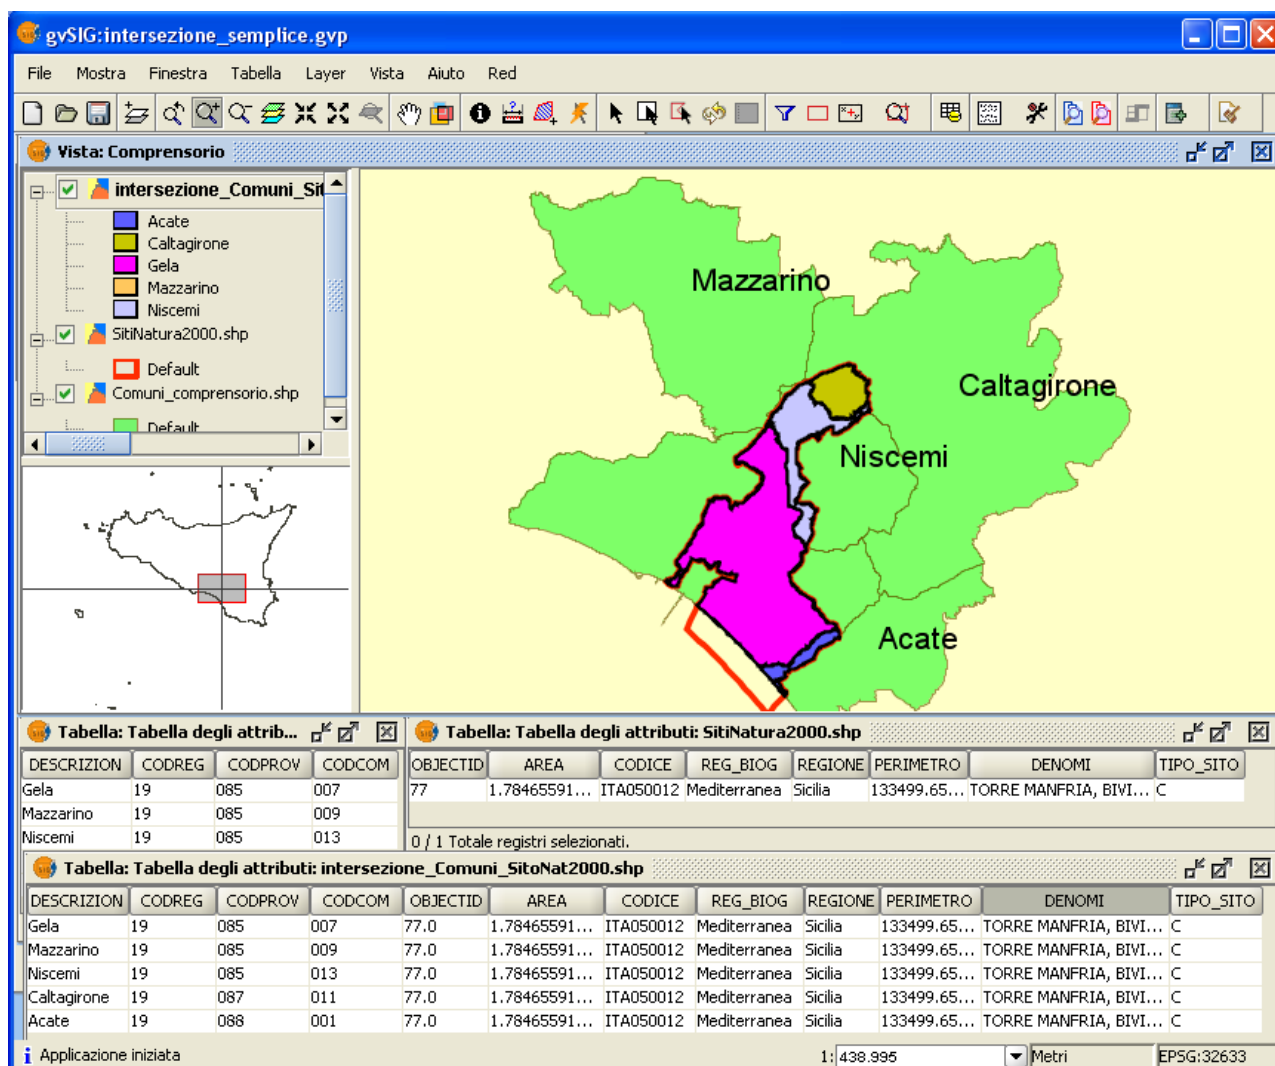 gvSIG:intersezione_semplice.gvp
File Mostra Finestra Tabella Layer Vista Aiuto Red
Vista: Comprensorio
intersezione_Comuni_Sit
Acate
Caltagirone
Gela
Mazzarino
Niscemi
SitiNatura2000.shp
Default
Comuni_comprensorio.shp
Default
Mazzarino
Caltagirone
Niscemi
Acate
Tabella: Tabella degli attrib...
DESCRIZION CODREG CODPROV CODCOM
Gela 19 085 007
Mazzarino 19 085 009
Niscemi 19 085 013
Tabella: Tabella degli attributi: SitiNatura2000.shp
OBJECTID AREA CODICE REG_BIOG REGIONE PERIMETRO DENOMI TIPO_SITO
77 1.78465591... ITA050012 Mediterranea Sicilia 133499.65... TORRE MANFRIA, BIVI... C
0 / 1 Totale registri selezionati.
Tabella: Tabella degli attributi: intersezione_Comuni_SitoNat2000.shp
DESCRIZION CODREG CODPROV CODCOM OBJECTID AREA CODICE REG_BIOG REGIONE PERIMETRO DENOMI TIPO_SITO
Gela 19 085 007 77.0 1.78465591... ITA050012 Mediterranea Sicilia 133499.65... TORRE MANFRIA, BIVI... C
Mazzarino 19 085 009 77.0 1.78465591... ITA050012 Mediterranea Sicilia 133499.65... TORRE MANFRIA, BIVI... C
Niscemi 19 085 013 77.0 1.78465591... ITA050012 Mediterranea Sicilia 133499.65... TORRE MANFRIA, BIVI... C
Caltagirone 19 087 011 77.0 1.78465591... ITA050012 Mediterranea Sicilia 133499.65... TORRE MANFRIA, BIVI... C
Acate 19 088 001 77.0 1.78465591... ITA050012 Mediterranea Sicilia 133499.65... TORRE MANFRIA, BIVI... C
Applicazione iniziata 1: 438.995 Metri EPSG:32633